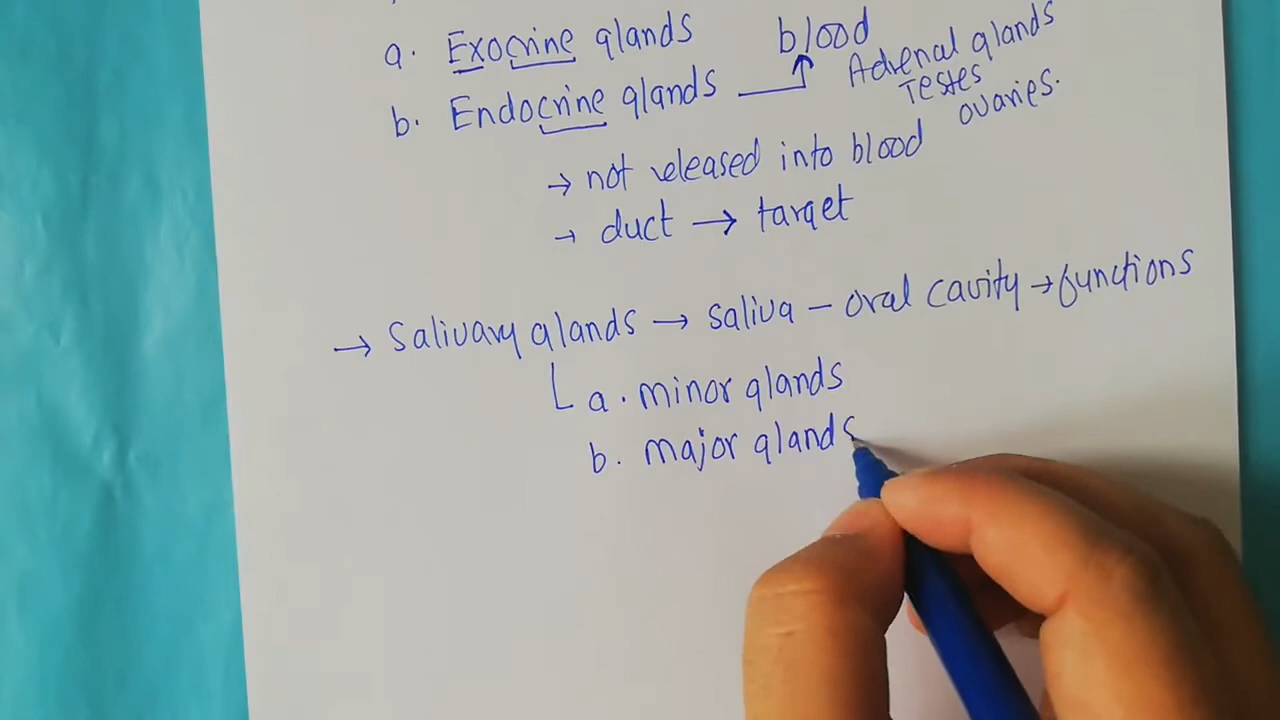 a. Exocrine glands
b. Endocrine glands → blood
Adrenal glands
Testes
ovaries.
→ not released into blood
→ duct → target
→ Salivary glands → saliva - oral cavity → functions
a. minor glands
b. major glands